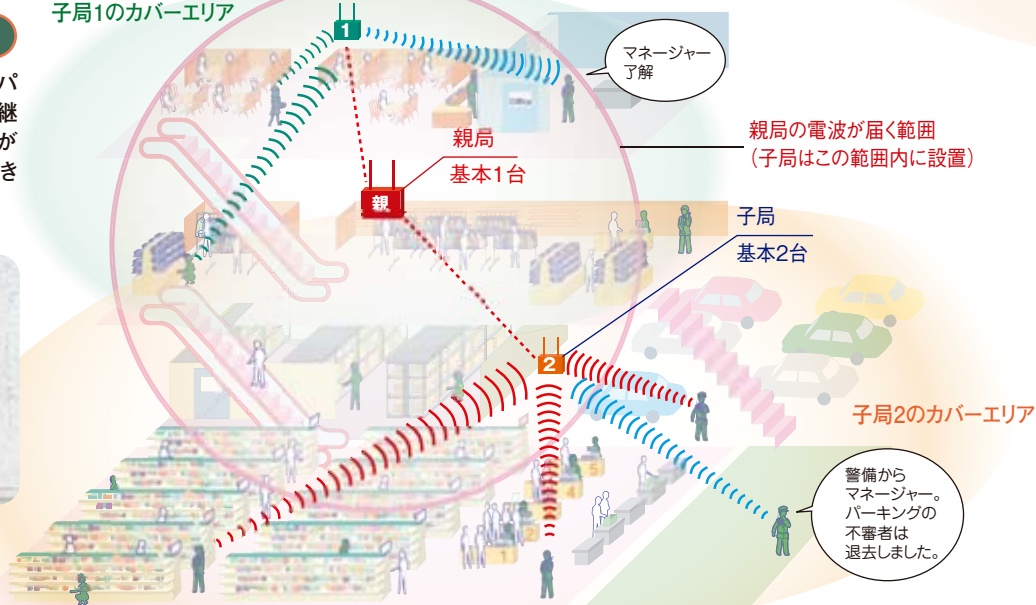 子局1のカバーエリア
パ
継
が
き
1
マネージャー
了解
親局の電波が届く範囲
(子局はこの範囲内に設置)
親局
基本1台
親
子局
基本2台
2
子局2のカバーエリア
警備から
マネージャー。
パーキングの
不審者は
退去しました。
5
4
2
1